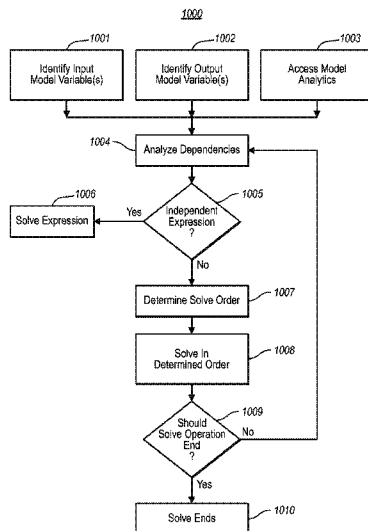 1000
1001
1002
1003
Identify Input
Model Variable(s)
Identify Output
Model Variable(s)
Access Model
Analytics
1004
Analyze Dependencies
1005
1006
Independent
Expression
?
Yes
Solve Expression
No
Determine Solve Order
1007
Solve In
Determined Order
1008
1009
Should
Solve Operation
End
?
No
Yes
Solve Ends
1010